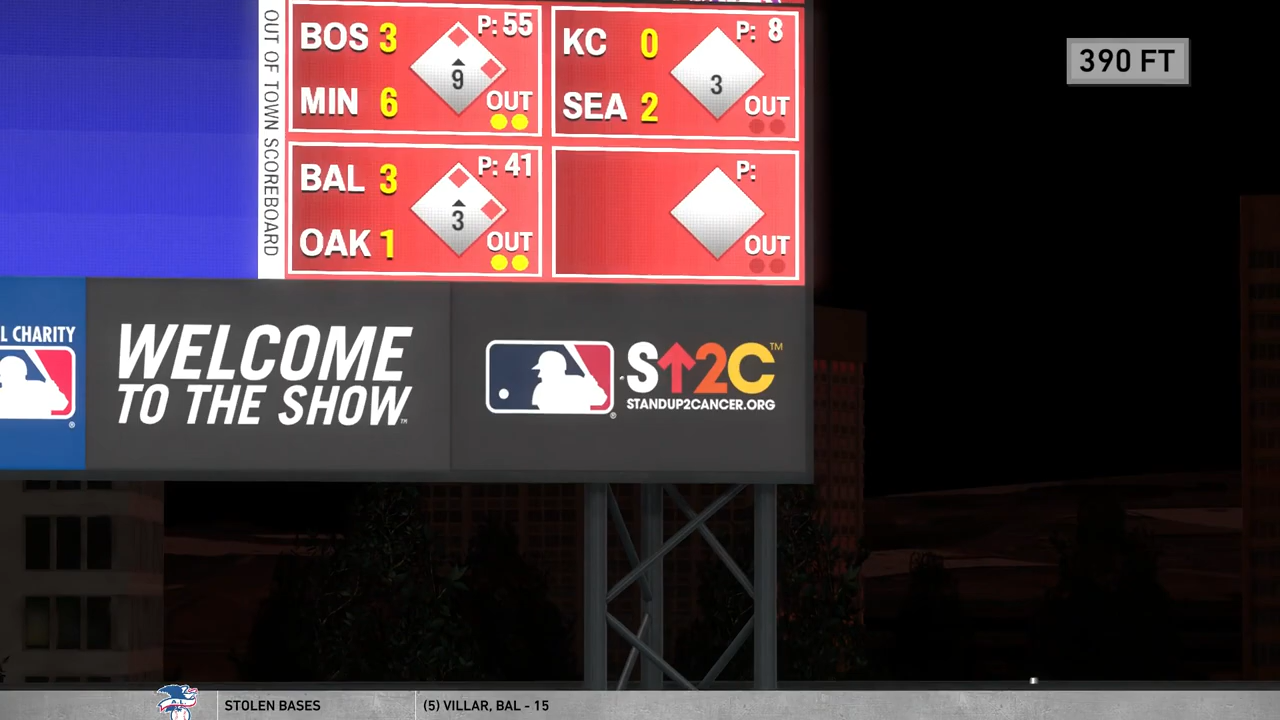 OUT OF TOWN SCOREBOARD
BOS 3
MIN 6
9
P: 55
OUT
KC 0
SEA 2
3
P: 8
OUT
BAL 3
OAK 1
3
P: 41
OUT
P:
OUT
390 FT
L CHARITY
WELCOME
TO THE SHOW™
S2C™
STANDUP2CANCER.ORG
A.L.
STOLEN BASES
(5) VILLAR, BAL - 15